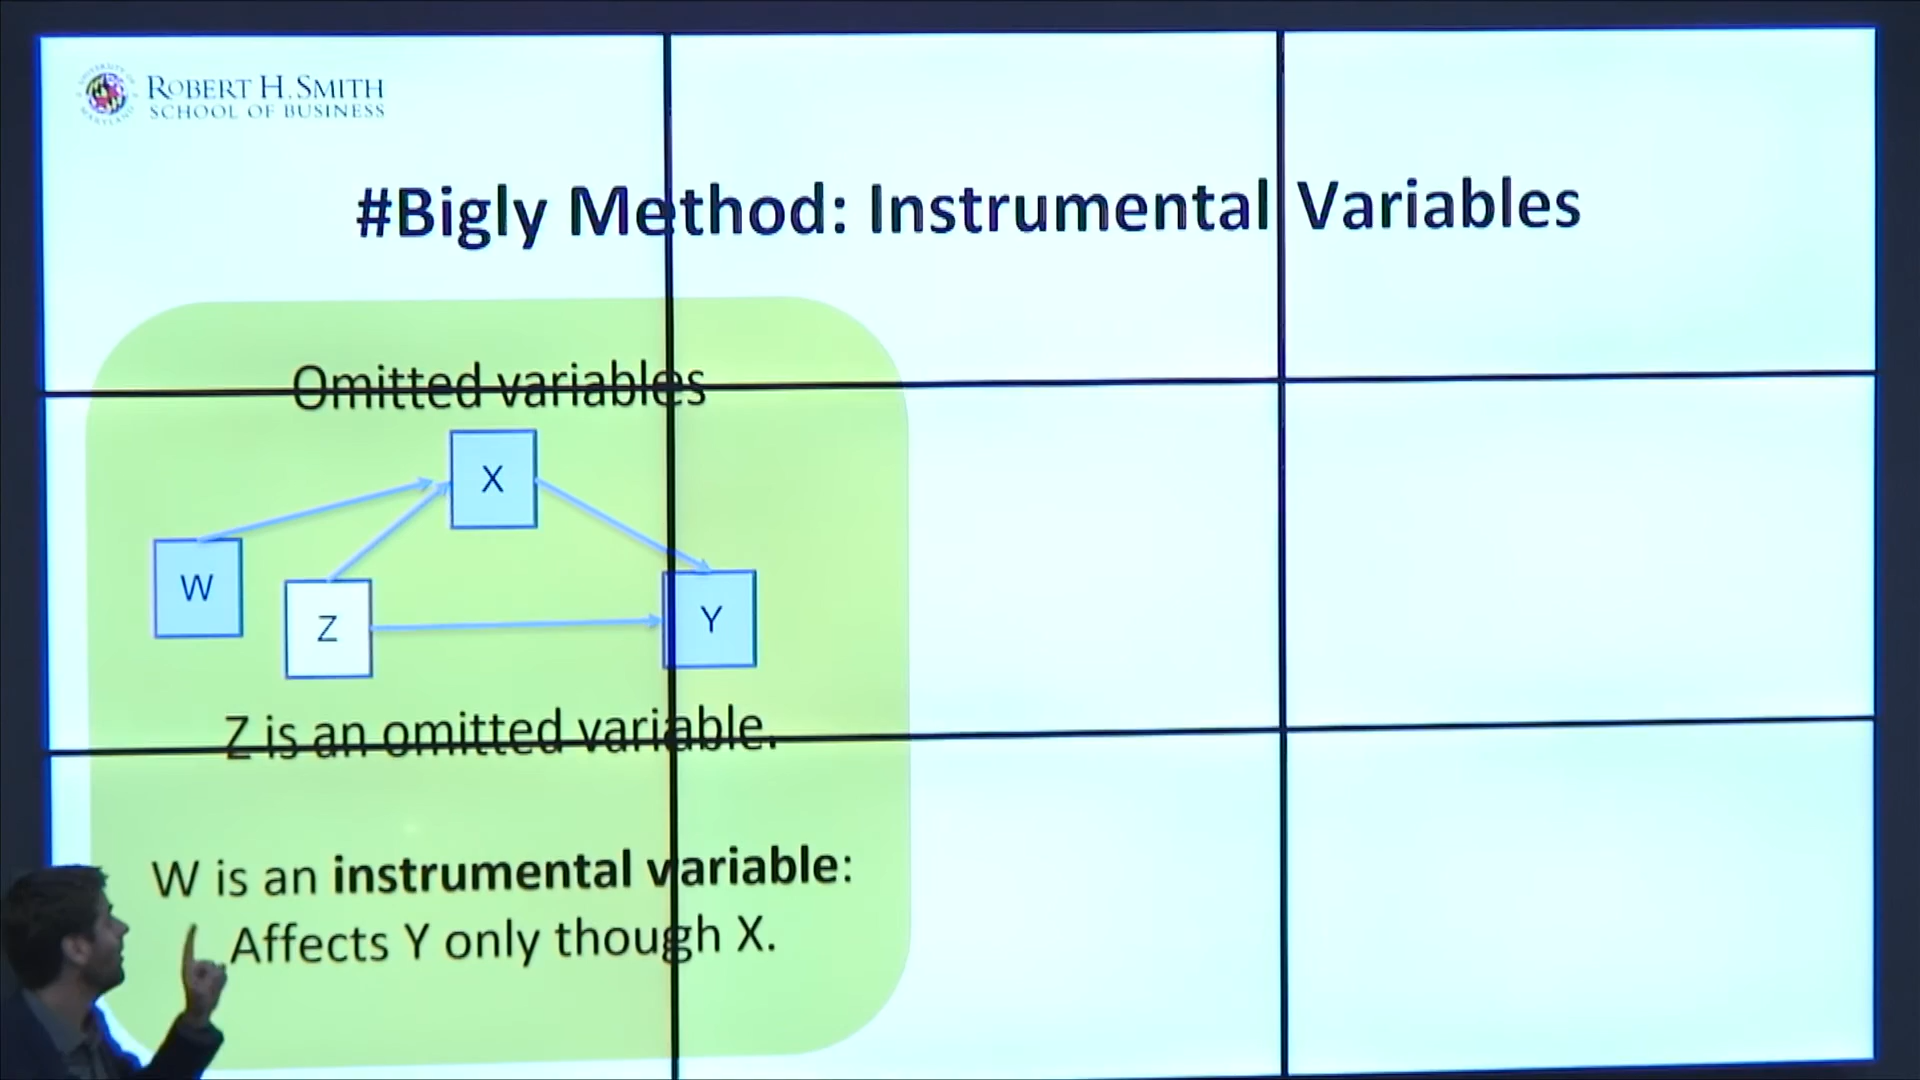 ROBERT H. SMITH
SCHOOL OF BUSINESS
#Bigly Method: Instrumental Variables
Omitted variables
X
W
Z
Y
Z is an omitted variable.
W is an instrumental variable:
Affects Y only though X.